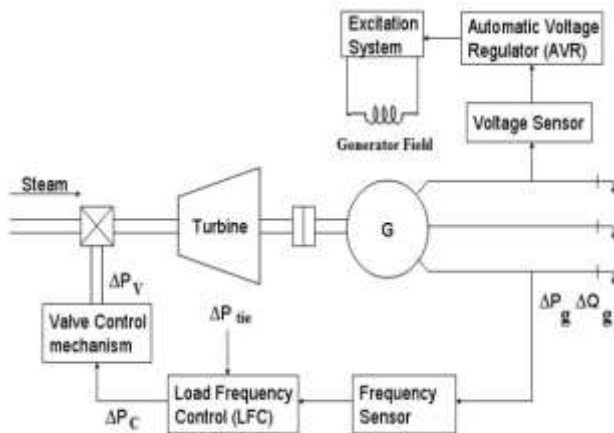 Excitation
System
Automatic Voltage
Regulator (AVR)
Generator Field
Voltage Sensor
Steam
Turbine
G
ΔP_V
ΔP_g ΔQ_g
Valve Control
mechanism
ΔP_tie
ΔP_C
Load Frequency
Control (LFC)
Frequency
Sensor